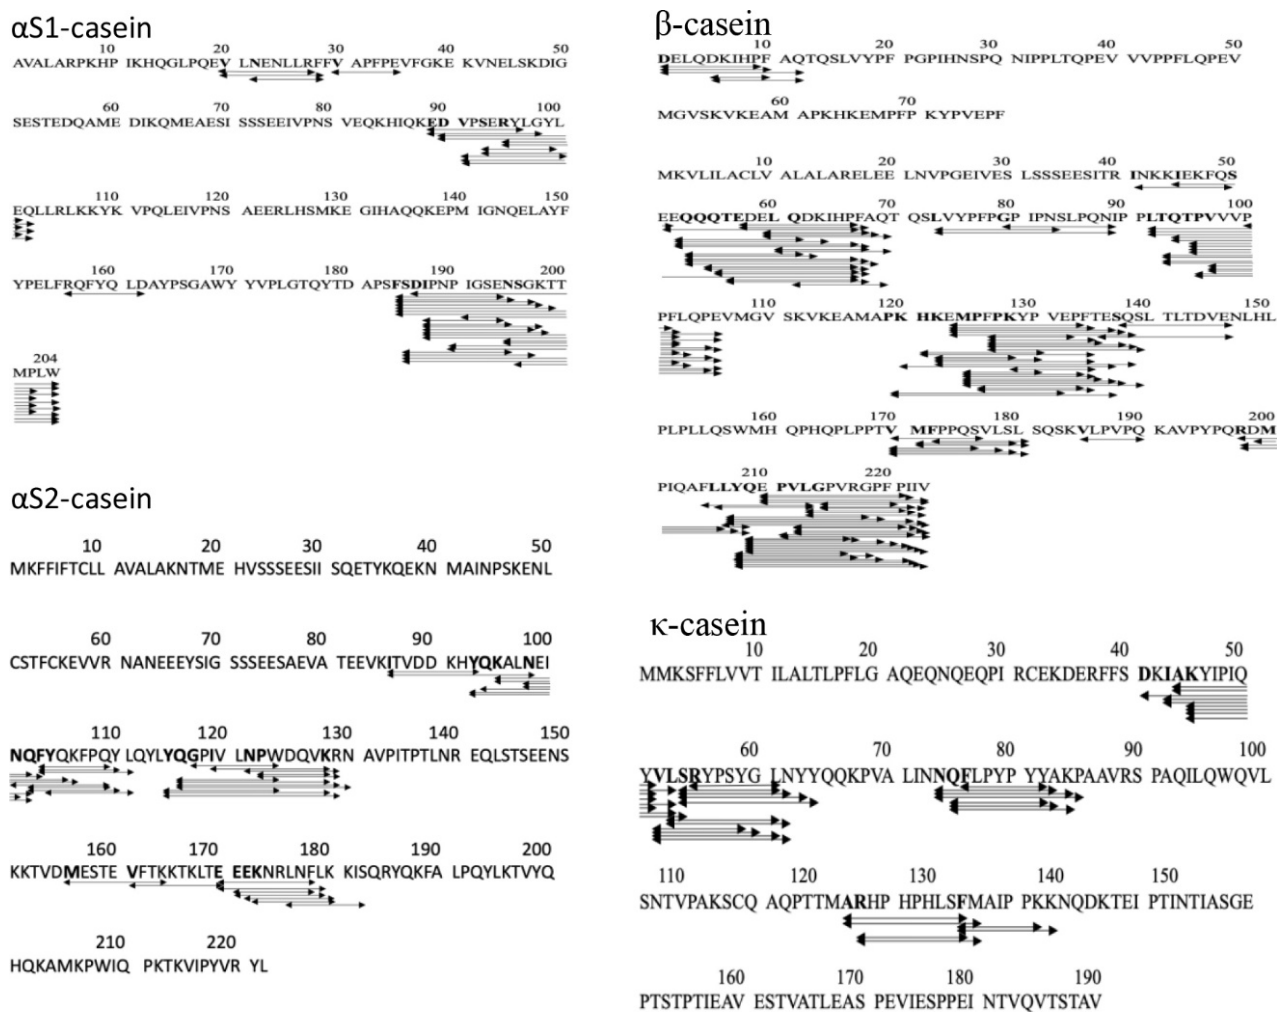 αS1-casein
10 20 30 40 50
AVALARPKHP IKHQGLPQEV LNENLLRFFV APFPEVFGKE KVNELSKDIG
60 70 80 90 100
SESTEDQAME DIKQMEAESI SSSEEIVPNS VEQKHIQKED VPSERYLGYL
110 120 130 140 150
EQLLRLKKYK VPQLEIVPNS AEERLHSMKE GIHAQQKEPM IGNQELAYF
160 170 180 190 200
YPELFRQFYQ LDAYPSGAWY YVPLGTQYTD APSFSDIPNP IGSENSGKTT
204
MPLW
αS2-casein
10 20 30 40 50
MKFFIFTCLL AVALAKNTME HVSSSEESII SQETYKQEKN MAINPSKENL
60 70 80 90 100
CSTFCKEVVR NANEEEYSIG SSSEESAEVA TEEVKITVDD KHYQKALNEI
110 120 130 140 150
NQFYQKFPQY LQYLYQGPIV LNPWDQVKRN AVPITPTLNR EQLSTSEENS
160 170 180 190 200
KKTVDMESTE VFTKKTKLTE EEKNRLNFLK KISQRYQKFA LPQYLKTVYQ
210 220
HQKAMKPWIQ PKTKVIPYVR YL
β-casein
10 20 30 40 50
DELQDKIHPF AQTQSLVYPF PGPIHNSPQ NIPPLTQPEV VVPPFLQPEV
60 70
MGVSKVKEAM APKHKEMPFP KYPVEPF
10 20 30 40 50
MKVLILACLV ALALARELEE LNVPGEIVES LSSSEESITR INKKIEKFQS
60 70 80 90 100
EEQQQTEDEL QDKIHPFAQT QSLVYPFPGP IPNSLPQNIP PLTQTPVVVP
110 120 130 140 150
PFLQPEVMGV SKVKEAMAPK HKEMPFPKYP VEPFTESQSL TLTDVENLHL
160 170 180 190 200
PLPLLQSWMH QPHQPLPPTV MFPPQSVLSL SQSKVLPVPQ KAVPYPQRDM
210 220
PIQAFLLYQE PVLGPVRGPF PIIV
κ-casein
10 20 30 42 50
MMKSFFLVVT ILALTLPFLG AQEQNQEQPI RCEKDERFFS DKIAKYIPIQ
60 70 80 90 100
YVLSRYPSYG LNYYQQKPVA LINNQFLPYP YYAKPAAVRS PAQILQWQVL
110 120 130 140 150
SNTVPAKSCQ AQPTTMARHP HPHLSFMAIPP KKNQDKTEI PTINTIASGE
160 170 180 190
PTSTPTIEAV ESTVATLEAS PEVIESPPEI NTVQVTSTAV